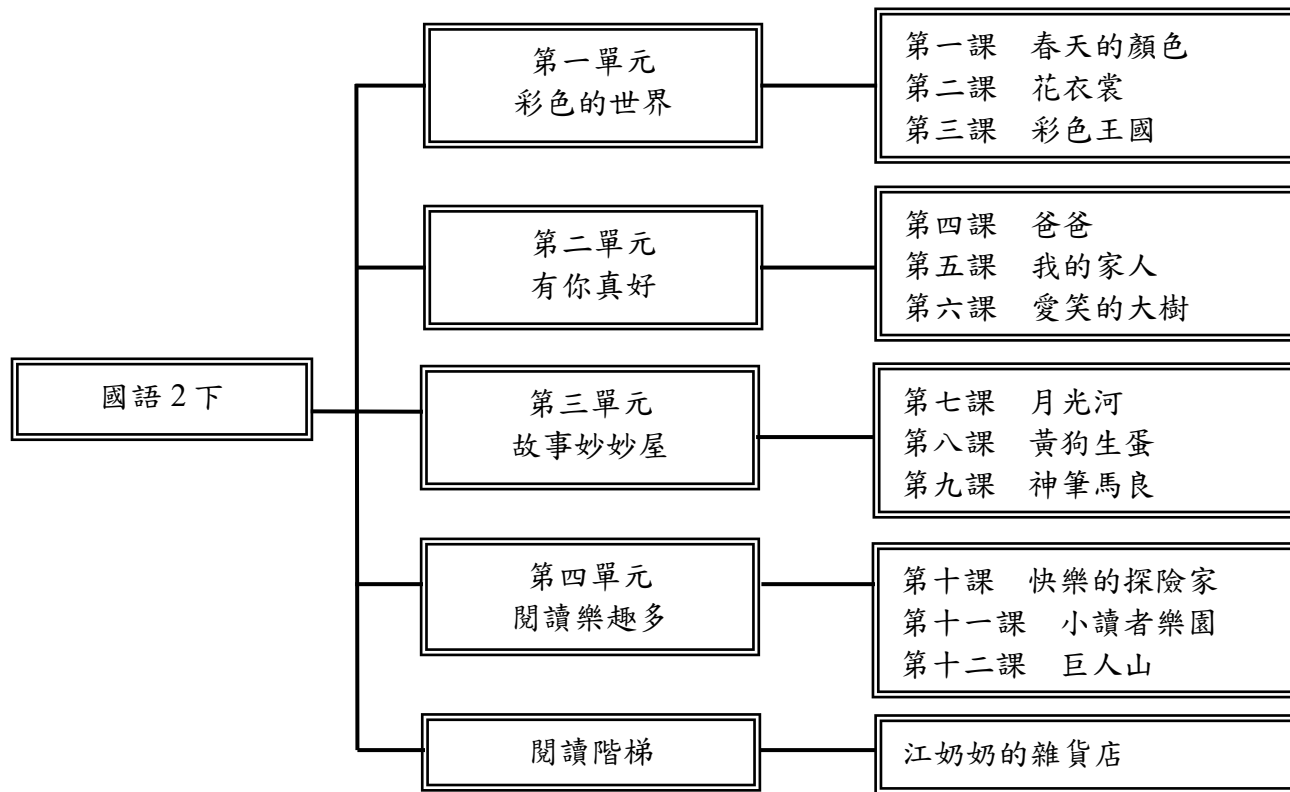 國語2下
第一單元
彩色的世界
第一課　春天的顏色
第二課　花衣裳
第三課　彩色王國
第二單元
有你真好
第四課　爸爸
第五課　我的家人
第六課　愛笑的大樹
第三單元
故事妙妙屋
第七課　月光河
第八課　黃狗生蛋
第九課　神筆馬良
第四單元
閱讀樂趣多
第十課　快樂的探險家
第十一課　小讀者樂園
第十二課　巨人山
閱讀階梯
江奶奶的雜貨店